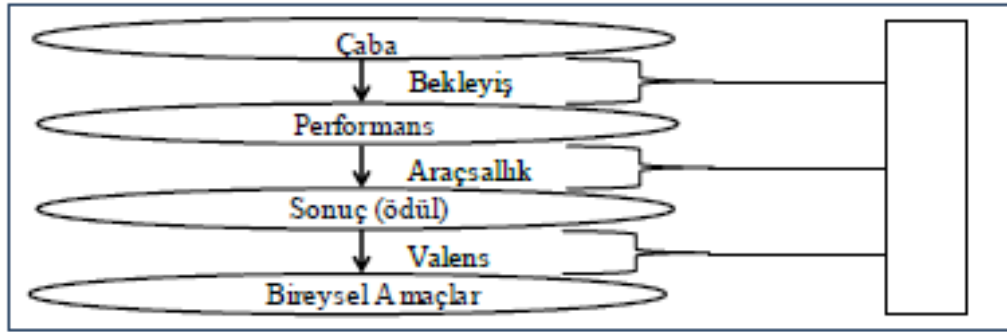 Çaba
Bekleyiş
Performans
Araçsallık
Sonuç (ödül)
Valens
Bireysel Amaçlar